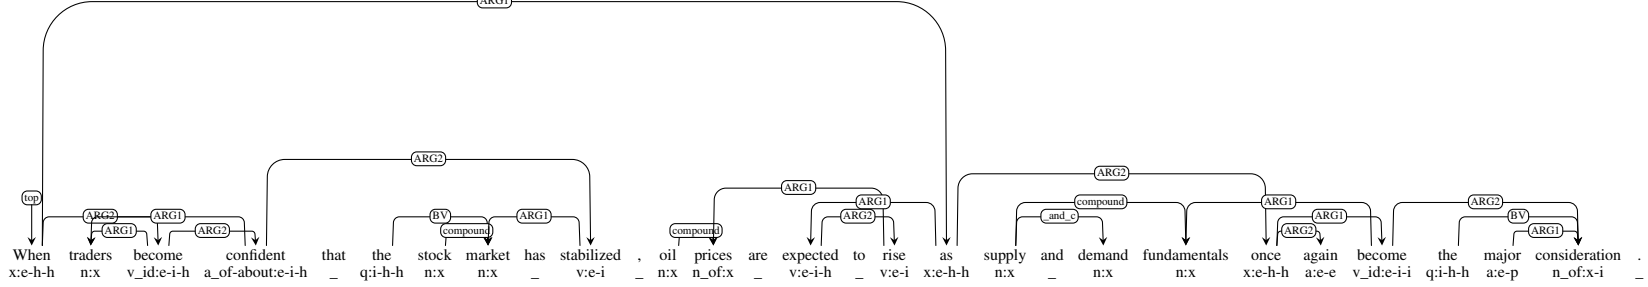 ARG1
ARG2
ARG2
ARG1
compound
top
ARG1
_and_c
ARG2
ARG2 ARG1 BV ARG1 ARG2 ARG1 BV
ARG1 ARG2 compound compound ARG2 ARG1
When traders become confident that the stock market has stabilized , oil prices are expected to rise as supply and demand fundamentals once again become the major consideration .
x:e-h-h n:x v_id:e-i-h a_of-about:e-i-h _ q:i-h-h n:x n:x _ v:e-i _ n:x n_of:x _ v:e-i-h _ v:e-i x:e-h-h n:x _ n:x n:x x:e-h-h a:e-e v_id:e-i-i q:i-h-h a:e-p n_of:x-i _